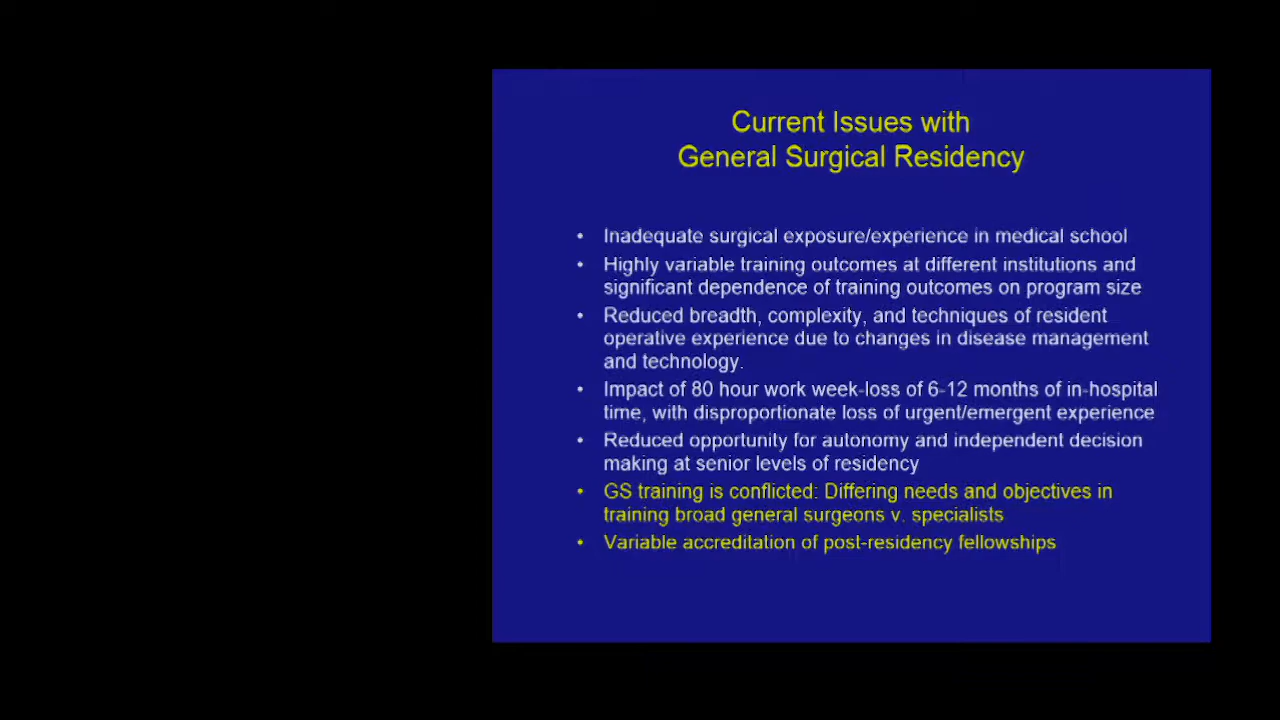 Current Issues with
General Surgical Residency
• Inadequate surgical exposure/experience in medical school
• Highly variable training outcomes at different institutions and
significant dependence of training outcomes on program size
• Reduced breadth, complexity, and techniques of resident
operative experience due to changes in disease management
and technology.
• Impact of 80 hour work week-loss of 6-12 months of in-hospital
time, with disproportionate loss of urgent/emergent experience
• Reduced opportunity for autonomy and independent decision
making at senior levels of residency
• GS training is conflicted: Differing needs and objectives in
training broad general surgeons v. specialists
• Variable accreditation of post-residency fellowships